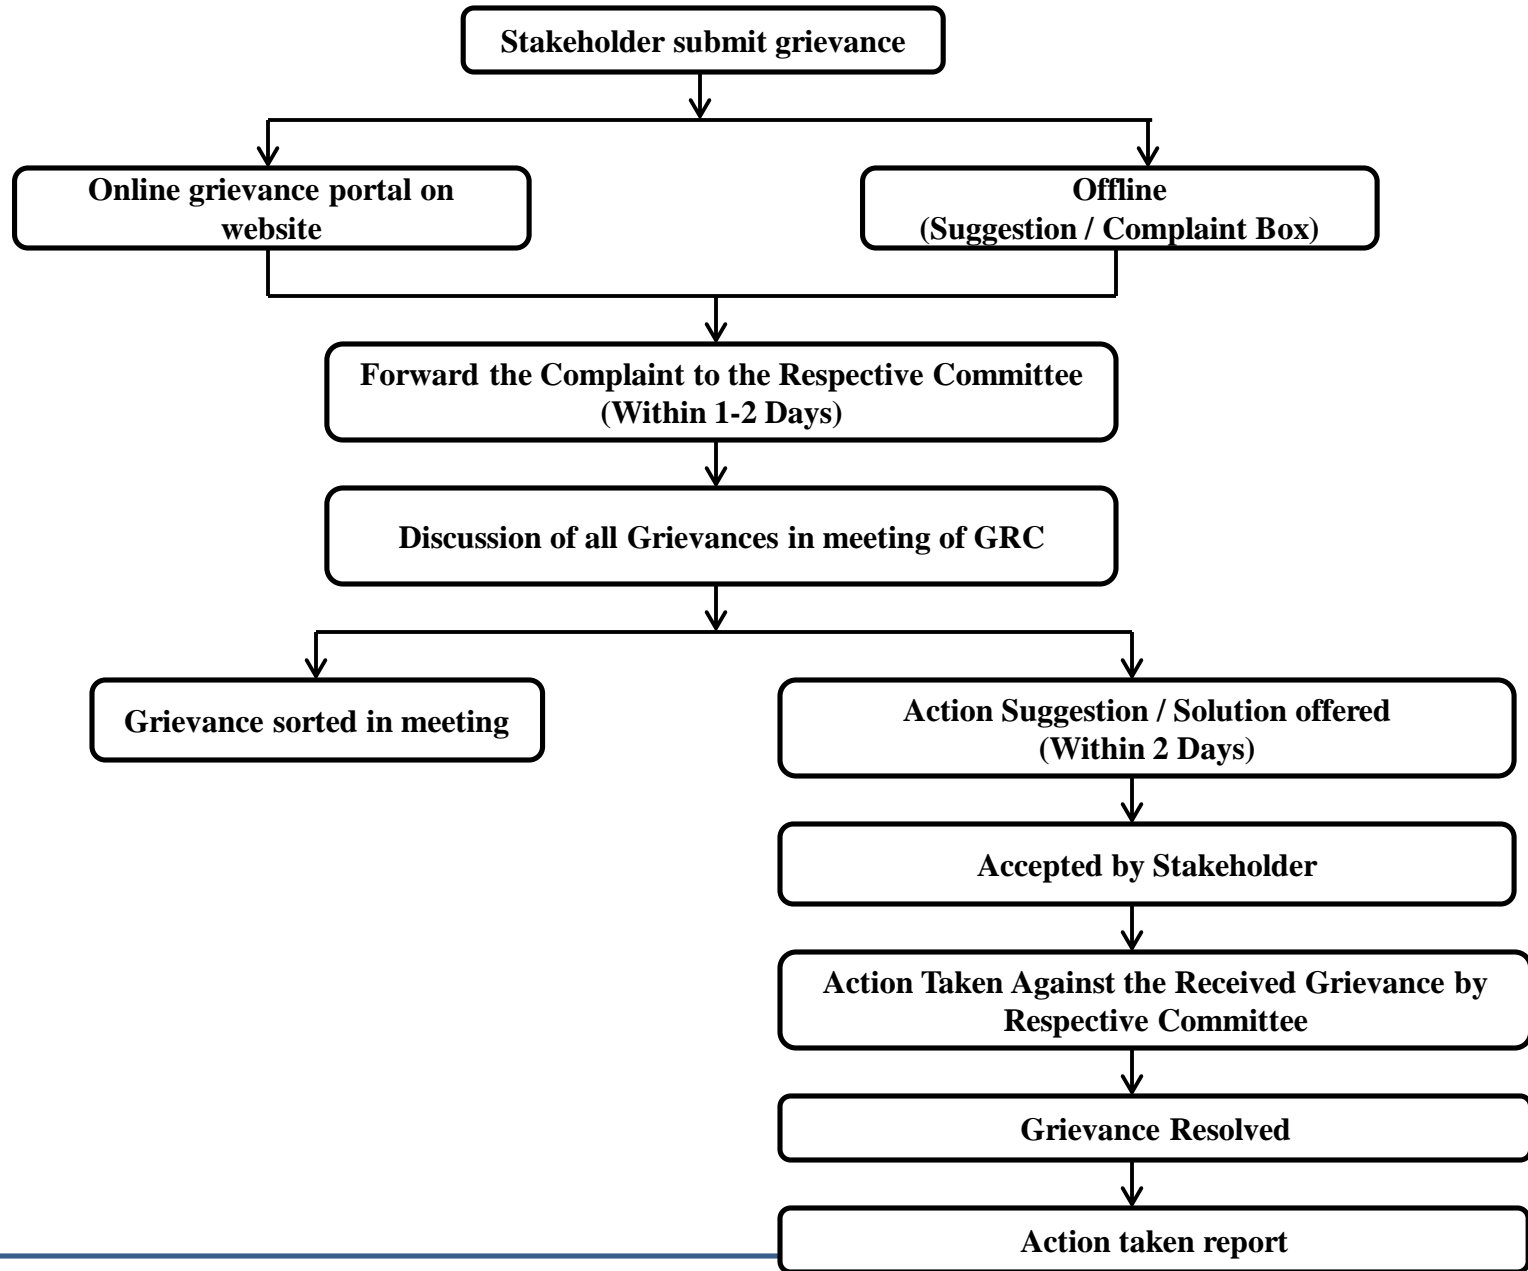 Stakeholder submit grievance
Online grievance portal on
website
Offline
(Suggestion / Complaint Box)
Forward the Complaint to the Respective Committee
(Within 1-2 Days)
Discussion of all Grievances in meeting of GRC
Grievance sorted in meeting
Action Suggestion / Solution offered
(Within 2 Days)
Accepted by Stakeholder
Action Taken Against the Received Grievance by
Respective Committee
Grievance Resolved
Action taken report